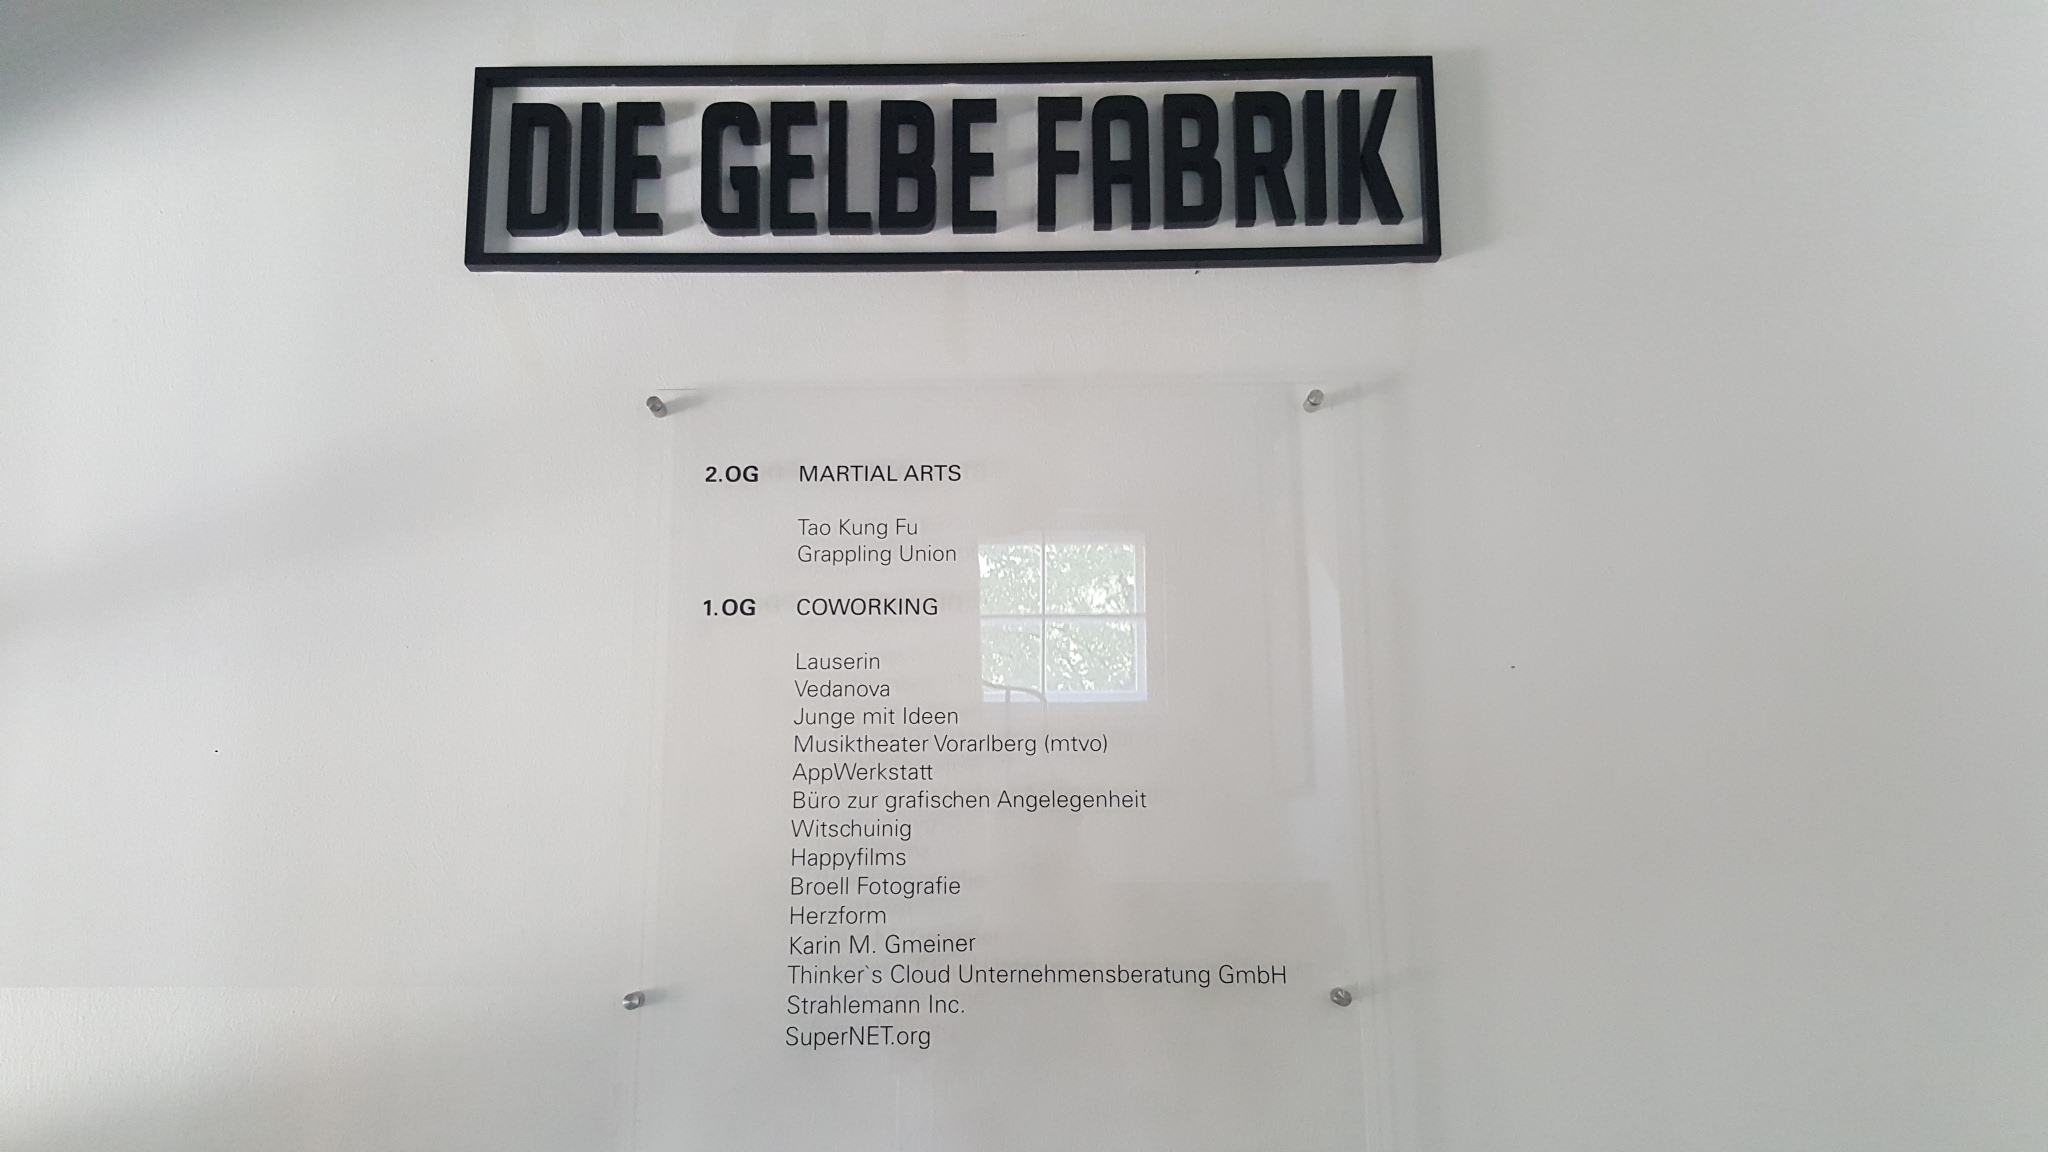 DIE GELBE FABRIK
2.OG MARTIAL ARTS
Tao Kung Fu
Grappling Union
1.OG COWORKING
Lauserin
Vedanova
Junge mit Ideen
Musiktheater Vorarlberg (mtvo)
AppWerkstatt
Büro zur grafischen Angelegenheit
Witschuinig
Happyfilms
Broell Fotografie
Herzform
Karin M. Gmeiner
Thinker`s Cloud Unternehmensberatung GmbH
Strahlemann Inc.
SuperNET.org